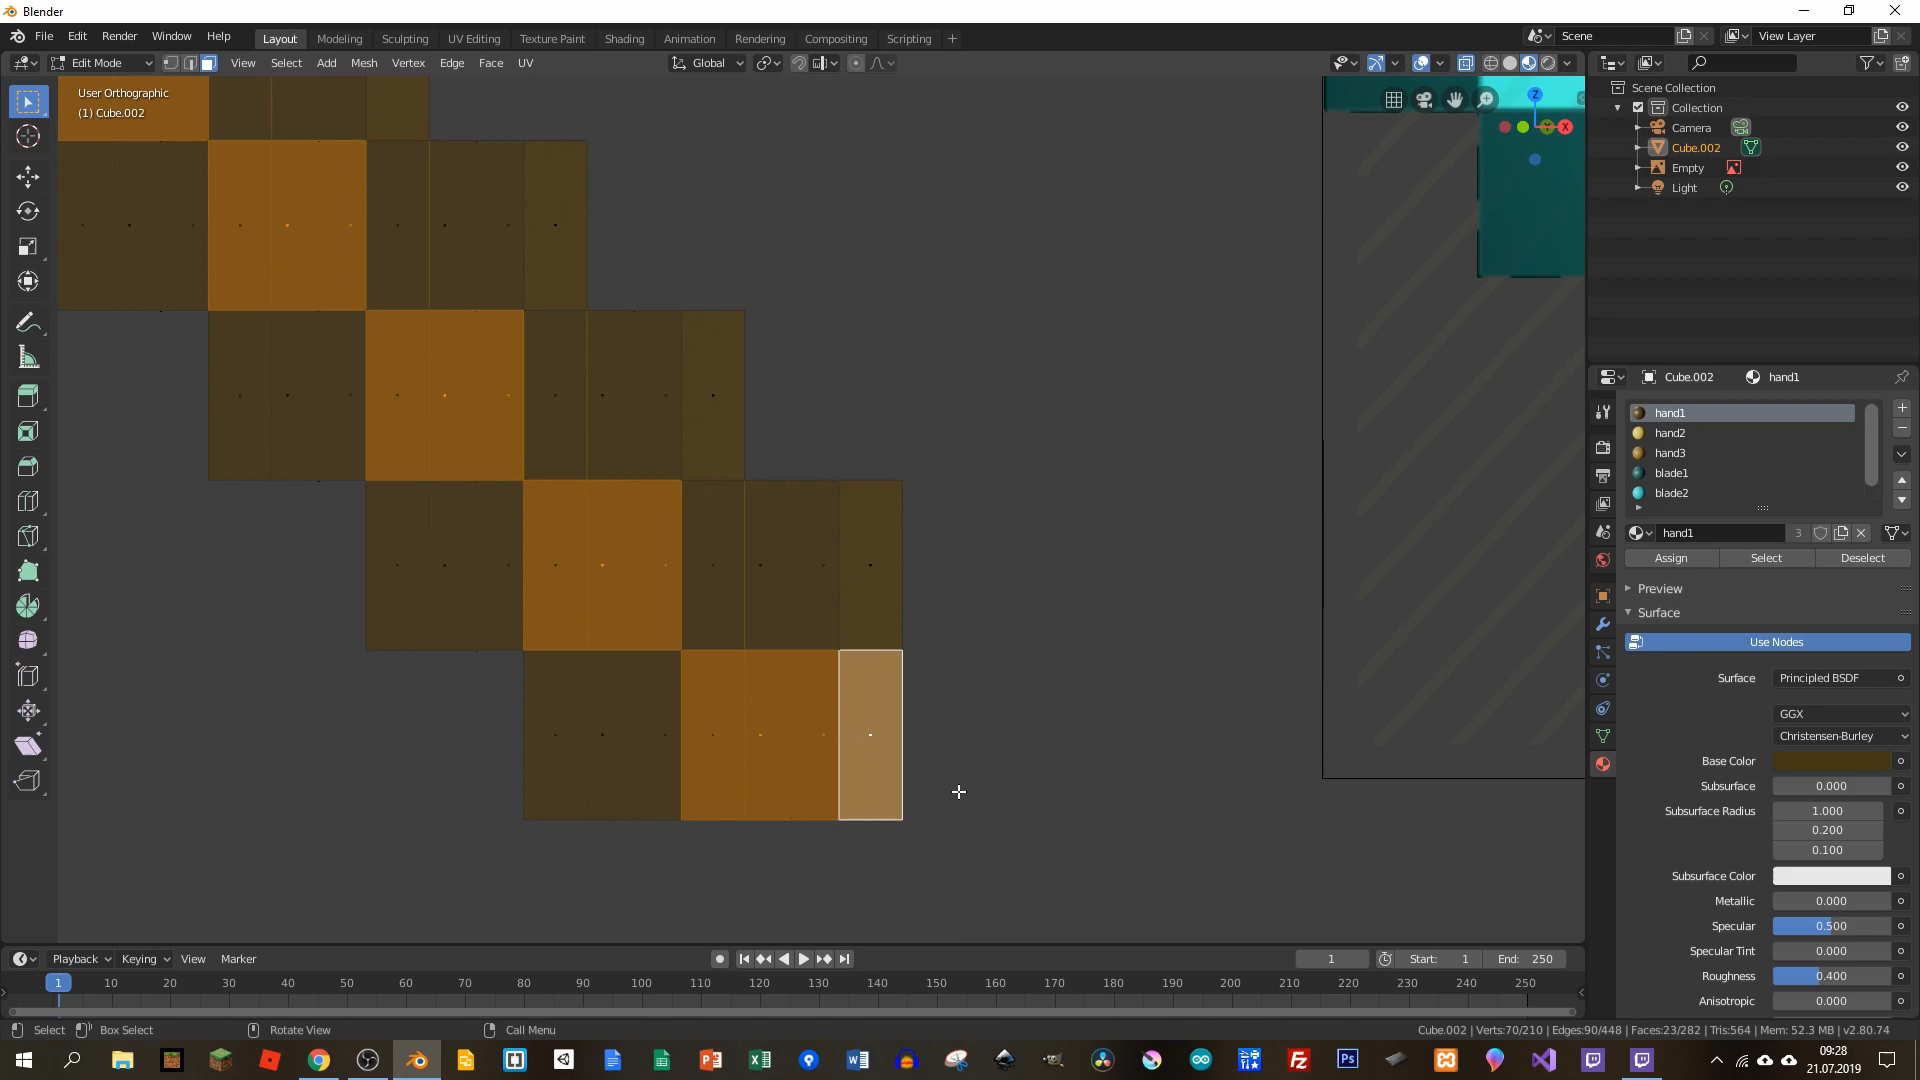 Blender
File Edit Render Window Help
Layout Modeling Sculpting UV Editing Texture Paint Shading Animation Rendering Compositing Scripting +
Scene
View Layer
Edit Mode View Select Add Mesh Vertex Edge Face UV
Global
User Orthographic
(1) Cube.002
Z
Y
X
Scene Collection
Collection
Camera
Cube.002
Empty
Light
Cube.002 hand1
hand1
hand2
hand3
blade1
blade2
hand1 3
Assign Select Deselect
Preview
Surface
Use Nodes
Surface Principled BSDF
GGX
Christensen-Burley
Base Color
Subsurface 0.000
Subsurface Radius 1.000
0.200
0.100
Subsurface Color
Metallic 0.000
Specular 0.500
Specular Tint 0.000
Roughness 0.400
Anisotropic 0.000
Playback Keying View Marker
1 Start: 1 End: 250
1 10 20 30 40 50 60 70 80 90 100 110 120 130 140 150 160 170 180 190 200 210 220 230 240 250
Select Box Select Rotate View Call Menu
Cube.002 | Verts:70/210 | Edges:90/448 | Faces:23/282 | Tris:564 | Mem: 52.3 MB | v2.80.74
09:28
21.07.2019